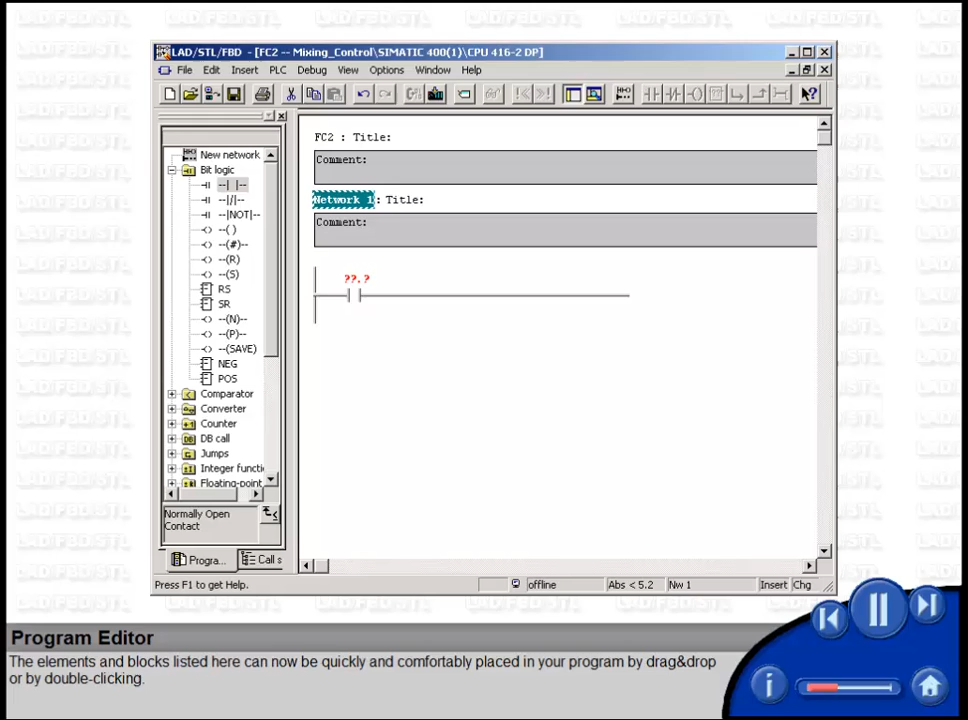 LAD/STL/FBD - [FC2 -- Mixing_Control\SIMATIC 400(1)\CPU 416-2 DP]
File Edit Insert PLC Debug View Options Window Help
FC2 : Title:
Comment:
Network 1: Title:
Comment:
??.?
New network
Bit logic
--| |--
--|/|--
--|NOT|--
--( )
--(#)--
--(R)
--(S)
RS
SR
--(N)--
--(P)--
--(SAVE)
NEG
POS
Comparator
Converter
Counter
DB call
Jumps
Integer functi
Floating-point
Normally Open
Contact
Progra... Call s
Press F1 to get Help. offline Abs < 5.2 Nw 1 Insert Chg
Program Editor
The elements and blocks listed here can now be quickly and comfortably placed in your program by drag&drop
or by double-clicking.